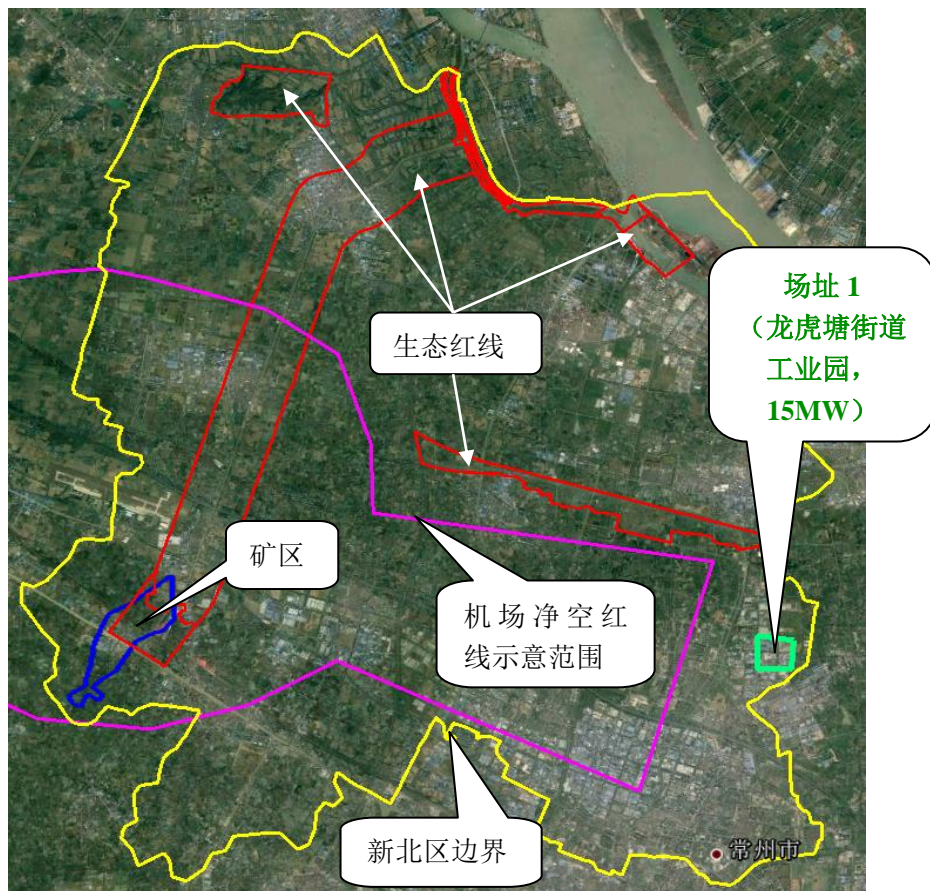 生态红线
场址 1
（龙虎塘街道
工业园，
15MW）
矿区
机场净空红
线示意范围
新北区边界
常州市